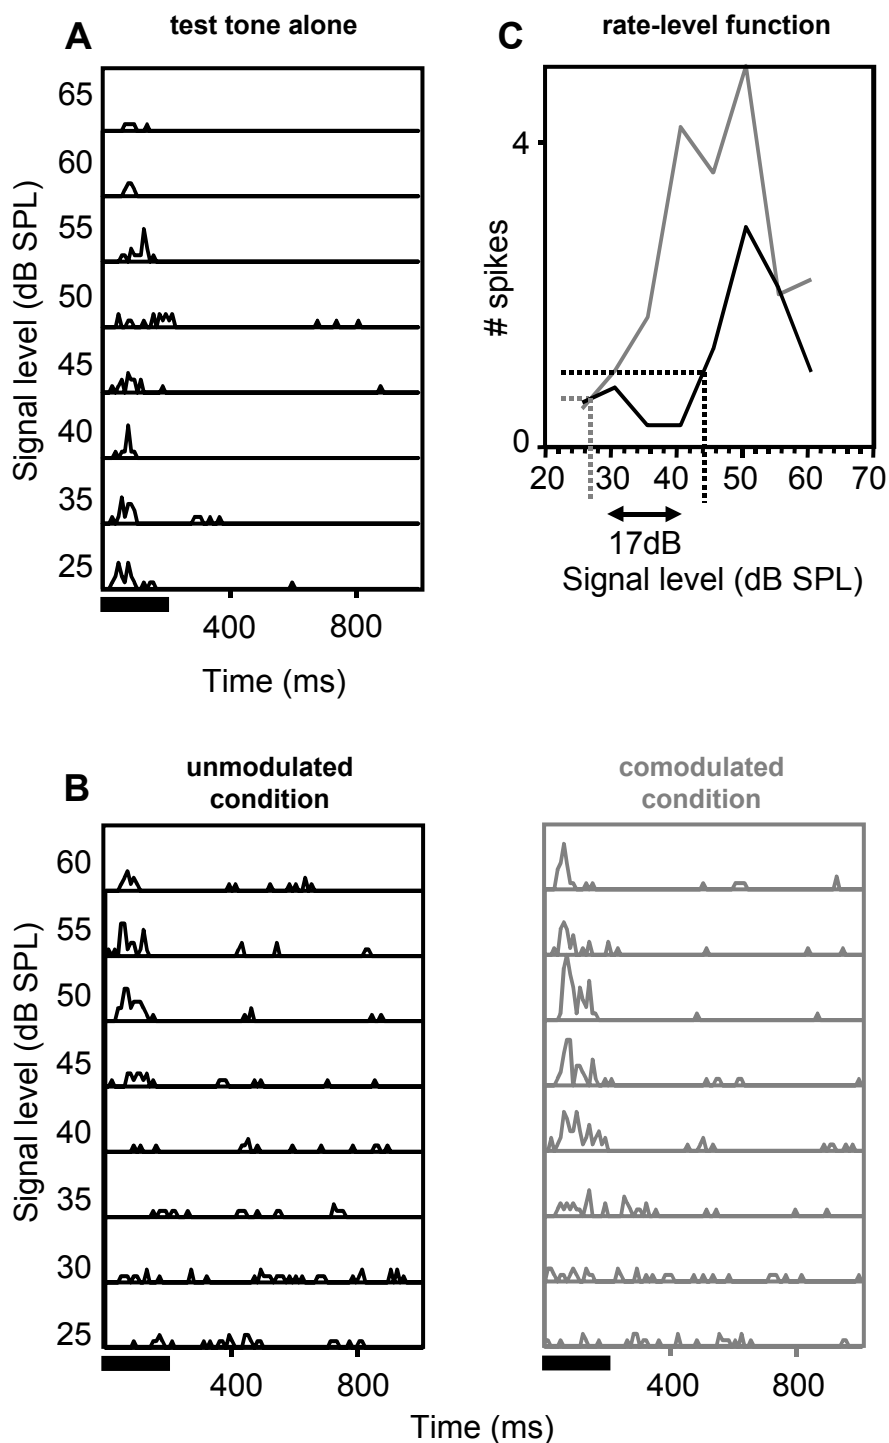 A
test tone alone
65
60
55
50
45
40
35
25
Signal level (dB SPL)
400
800
Time (ms)
C
rate-level function
4
0
# spikes
20
30
40
50
60
70
17dB
Signal level (dB SPL)
B
unmodulated
condition
60
55
50
45
40
35
30
25
Signal level (dB SPL)
400
800
comodulated
condition
400
800
Time (ms)